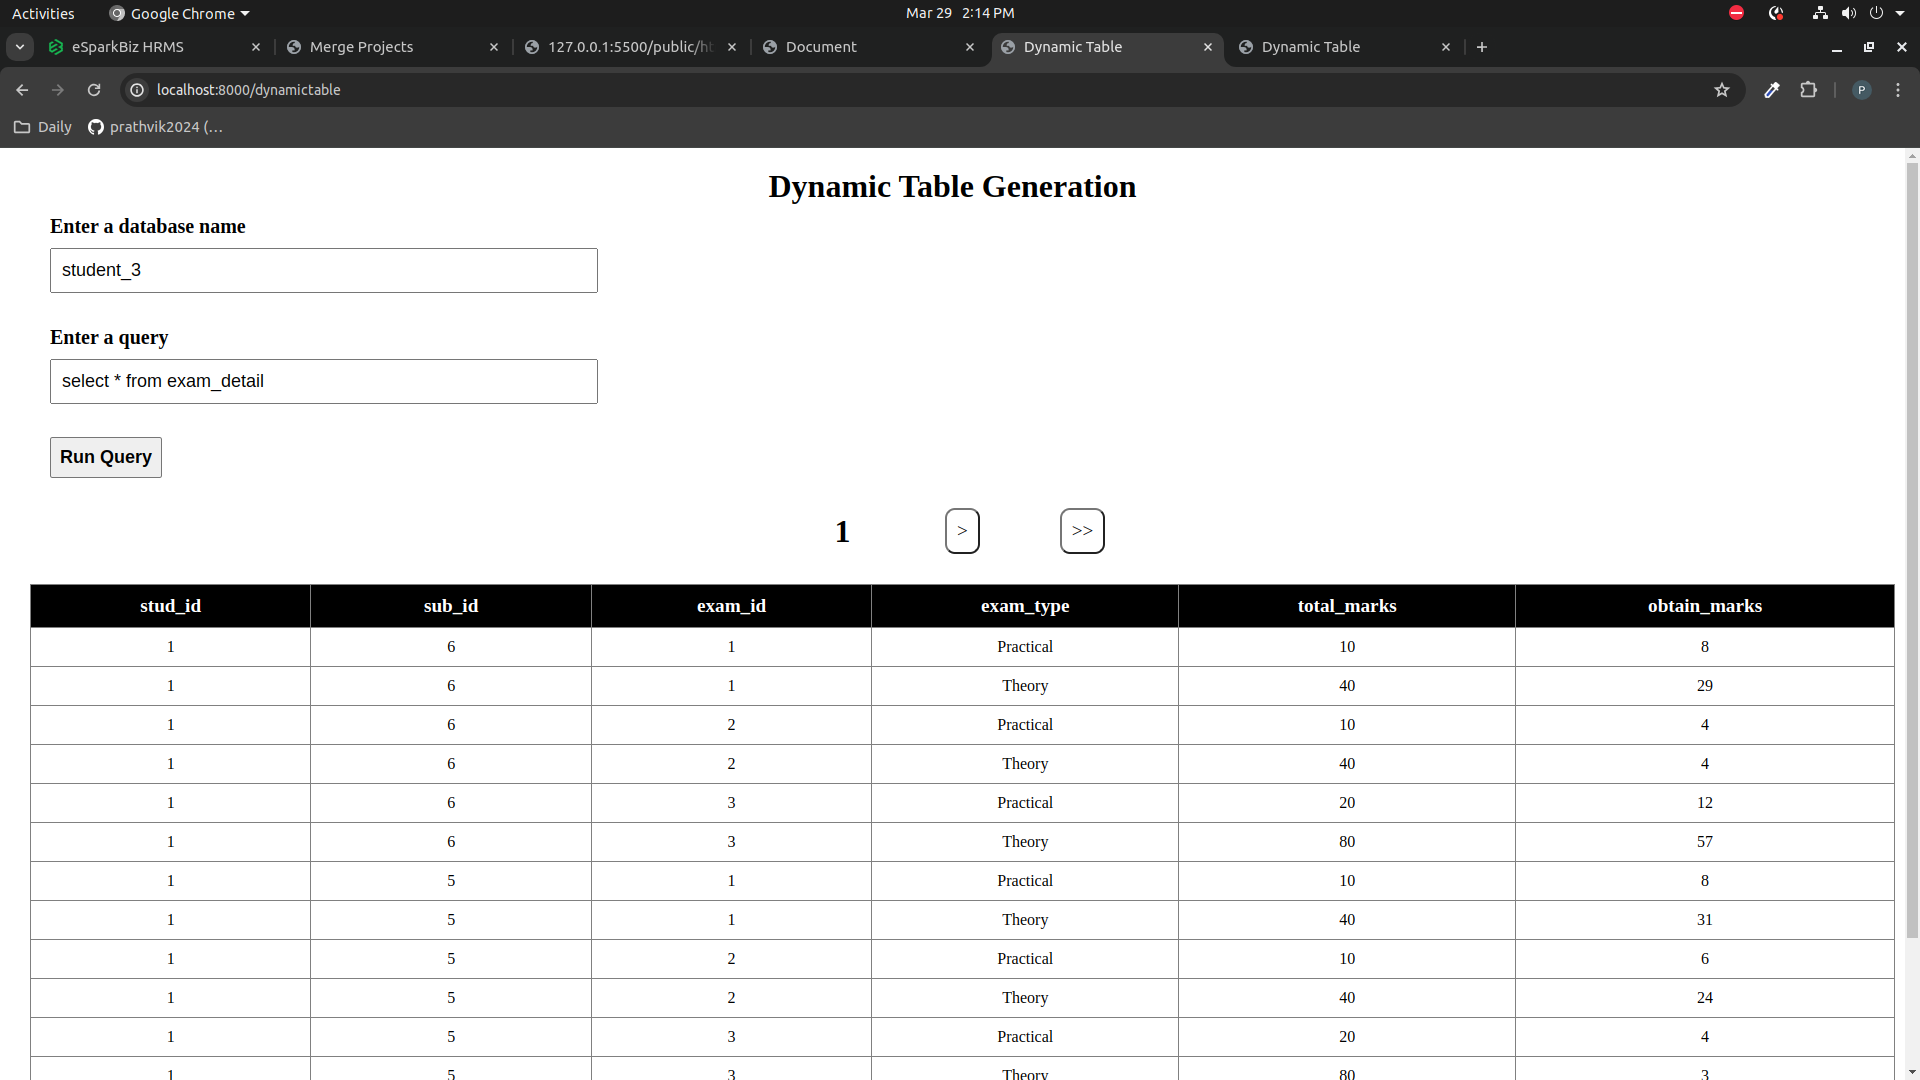 Activities Google Chrome Mar 29 2:14 PM
eSparkBiz HRMS Merge Projects 127.0.0.1:5500/public/ht Document Dynamic Table Dynamic Table
localhost:8000/dynamictable P
Daily prathvik2024 (...
Dynamic Table Generation
Enter a database name
student_3
Enter a query
select * from exam_detail
Run Query
1 > >>
stud_id sub_id exam_id exam_type total_marks obtain_marks
1 6 1 Practical 10 8
1 6 1 Theory 40 29
1 6 2 Practical 10 4
1 6 2 Theory 40 4
1 6 3 Practical 20 12
1 6 3 Theory 80 57
1 5 1 Practical 10 8
1 5 1 Theory 40 31
1 5 2 Practical 10 6
1 5 2 Theory 40 24
1 5 3 Practical 20 4
1 5 3 Theory 80 3